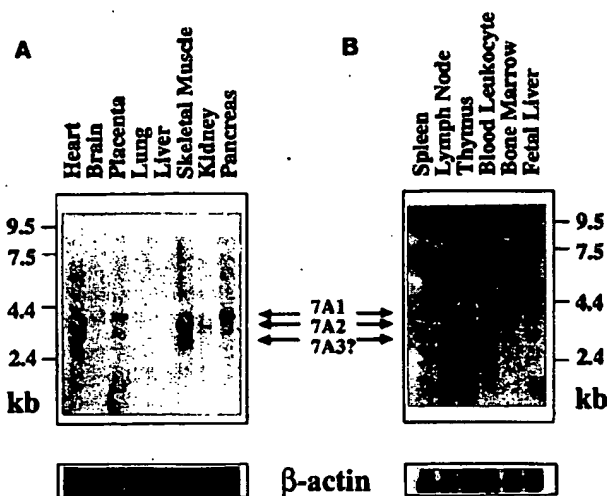 A
B
Heart
Brain
Placenta
Lung
Liver
Skeletal Muscle
Kidney
Pancreas
Spleen
Lymph Node
Thymus
Blood Leukocyte
Bone Marrow
Fetal Liver
9.5
7.5
4.4
2.4
kb
7A1
7A2
7A3?
9.5
7.5
4.4
2.4
kb
β-actin